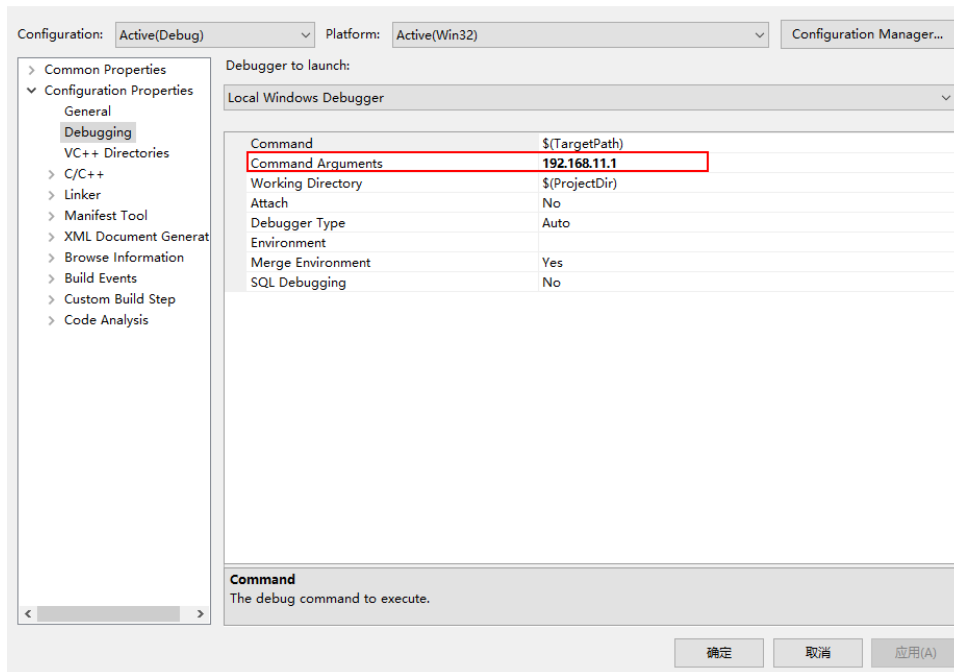 Configuration: Active(Debug) Platform: Active(Win32) Configuration Manager...
Common Properties
Configuration Properties
General
Debugging
VC++ Directories
C/C++
Linker
Manifest Tool
XML Document Generat
Browse Information
Build Events
Custom Build Step
Code Analysis
Debugger to launch:
Local Windows Debugger
Command $(TargetPath)
Command Arguments 192.168.11.1
Working Directory $(ProjectDir)
Attach No
Debugger Type Auto
Environment
Merge Environment Yes
SQL Debugging No
Command
The debug command to execute.
确定 取消 应用(A)